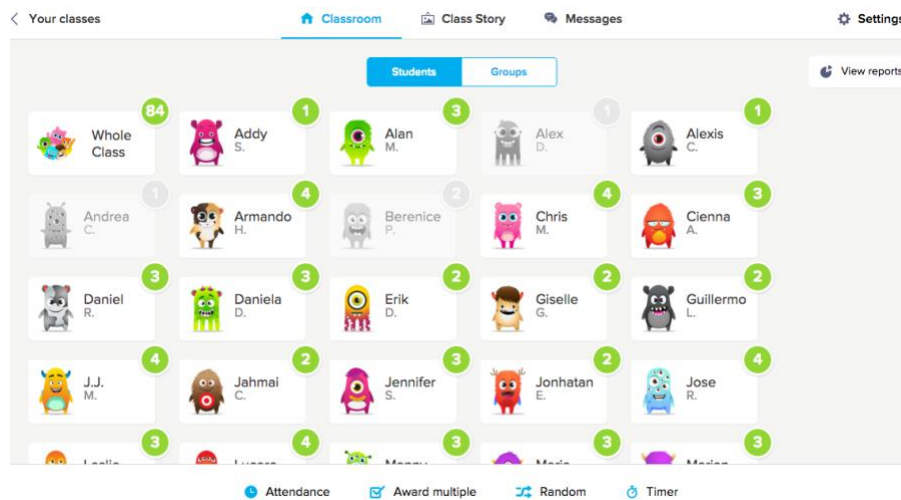 Your classes
Classroom
Class Story
Messages
Settings
Students
Groups
View reports
84
Whole
Class
1
Addy
S.
3
Alan
M.
1
Alex
D.
1
Alexis
C.
1
Andrea
C.
4
Armando
H.
2
Berenice
P.
4
Chris
M.
3
Cienna
A.
3
Daniel
R.
3
Daniela
D.
2
Erik
D.
2
Giselle
G.
2
Guillermo
L.
4
J.J.
M.
2
Jahmai
C.
3
Jennifer
S.
2
Jonhatan
E.
4
Jose
R.
3
4
3
3
3
Attendance
Award multiple
Random
Timer